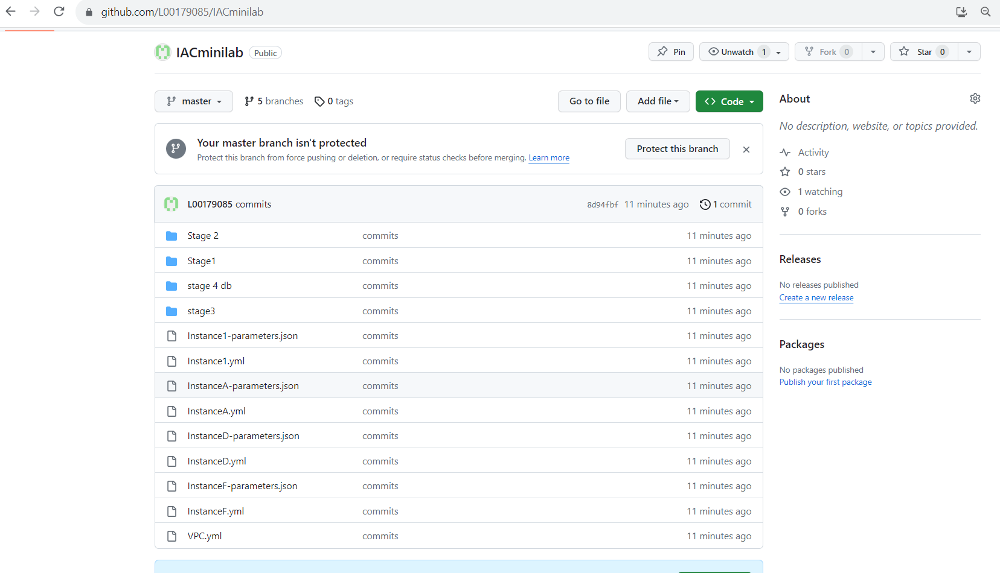 github.com/L00179085/IACminilab
IACminilab Public
Pin Unwatch 1 Fork 0 Star 0
master 5 branches 0 tags Go to file Add file Code
Your master branch isn't protected
Protect this branch from force pushing or deletion, or require status checks before merging. Learn more
Protect this branch
L00179085 commits 8d94fbf 11 minutes ago 1 commit
Stage 2 commits 11 minutes ago
Stage1 commits 11 minutes ago
stage 4 db commits 11 minutes ago
stage3 commits 11 minutes ago
Instance1-parameters.json commits 11 minutes ago
Instance1.yml commits 11 minutes ago
InstanceA-parameters.json commits 11 minutes ago
InstanceA.yml commits 11 minutes ago
InstanceD-parameters.json commits 11 minutes ago
InstanceD.yml commits 11 minutes ago
InstanceF-parameters.json commits 11 minutes ago
InstanceF.yml commits 11 minutes ago
VPC.yml commits 11 minutes ago
About
No description, website, or topics provided.
Activity
0 stars
1 watching
0 forks
Releases
No releases published
Create a new release
Packages
No packages published
Publish your first package